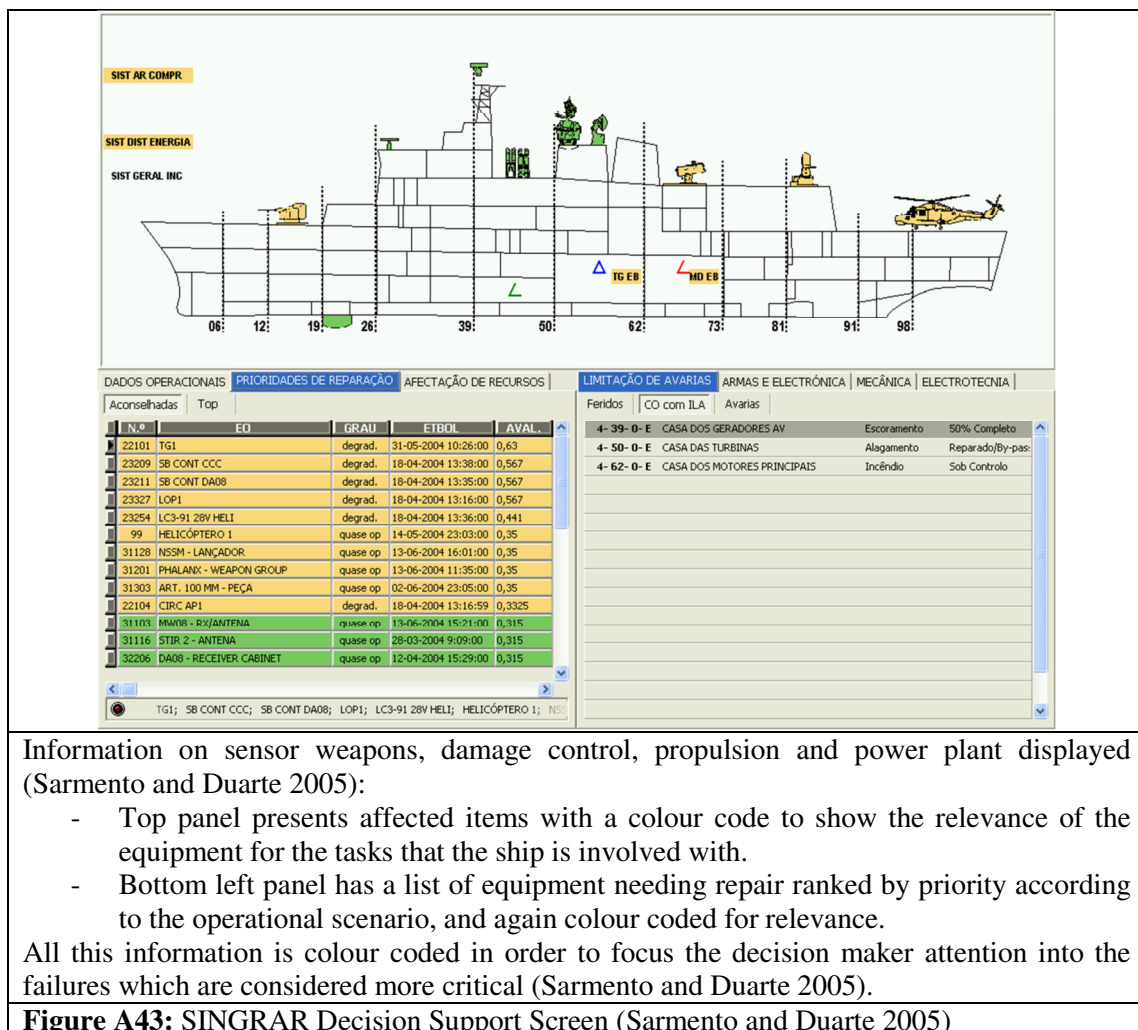 SIST AR COMPR
SIST DIST ENERGIA
SIST GERAL INC
TG EB
MD EB
06 12 19 26 39 50 62 73 81 91 98
DADOS OPERACIONAIS PRIORIDADES DE REPARAÇÃO AFECTAÇÃO DE RECURSOS
Aconselhadas Top
N.º EO GRAU ETBOL AVAL.
22101 TG1 degrad. 31-05-2004 10:26:00 0,63
23209 SB CONT CCC degrad. 18-04-2004 13:38:00 0,567
23211 SB CONT DA08 degrad. 18-04-2004 13:35:00 0,567
23327 LOP1 degrad. 18-04-2004 13:16:00 0,567
23254 LC3-91 28V HELI degrad. 18-04-2004 13:36:00 0,441
99 HELICÓPTERO 1 quase op 14-05-2004 23:03:00 0,35
31128 NSSM - LANÇADOR quase op 13-06-2004 16:01:00 0,35
31201 PHALANX - WEAPON GROUP quase op 13-06-2004 11:35:00 0,35
31303 ART. 100 MM - PEÇA quase op 02-06-2004 23:05:00 0,35
22104 CIRC AP1 degrad. 18-04-2004 13:16:59 0,3325
31103 MW08 - RX/ANTENA quase op 13-06-2004 15:21:00 0,315
31116 STIR 2 - ANTENA quase op 28-03-2004 9:09:00 0,315
32206 DA08 - RECEIVER CABINET quase op 12-04-2004 15:29:00 0,315
TG1; SB CONT CCC; SB CONT DA08; LOP1; LC3-91 28V HELI; HELICÓPTERO 1; NSS
LIMITAÇÃO DE AVARIAS ARMAS E ELECTRÓNICA MECÂNICA ELECTROTECNIA
Feridos CO com ILA Avarias
4- 39- 0- E CASA DOS GERADORES AV Escoramento 50% Completo
4- 50- 0- E CASA DAS TURBINAS Alagamento Reparado/By-pas
4- 62- 0- E CASA DOS MOTORES PRINCIPAIS Incêndio Sob Controlo
Information on sensor weapons, damage control, propulsion and power plant displayed
(Sarmento and Duarte 2005):
- Top panel presents affected items with a colour code to show the relevance of the
equipment for the tasks that the ship is involved with.
- Bottom left panel has a list of equipment needing repair ranked by priority according
to the operational scenario, and again colour coded for relevance.
All this information is colour coded in order to focus the decision maker attention into the
failures which are considered more critical (Sarmento and Duarte 2005).
Figure A43: SINGRAR Decision Support Screen (Sarmento and Duarte 2005)